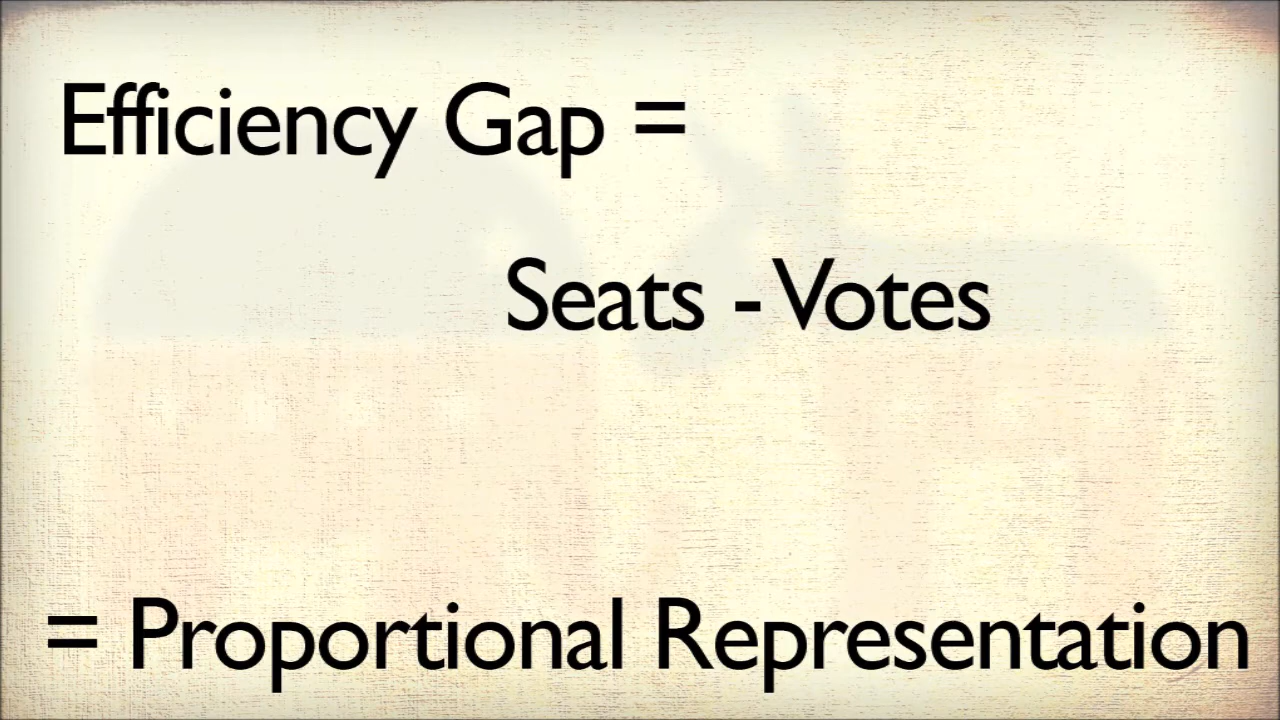 Efficiency Gap =
Seats - Votes
= Proportional Representation